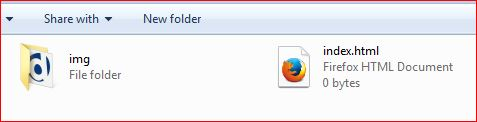 Share with New folder
img
File folder
index.html
Firefox HTML Document
0 bytes